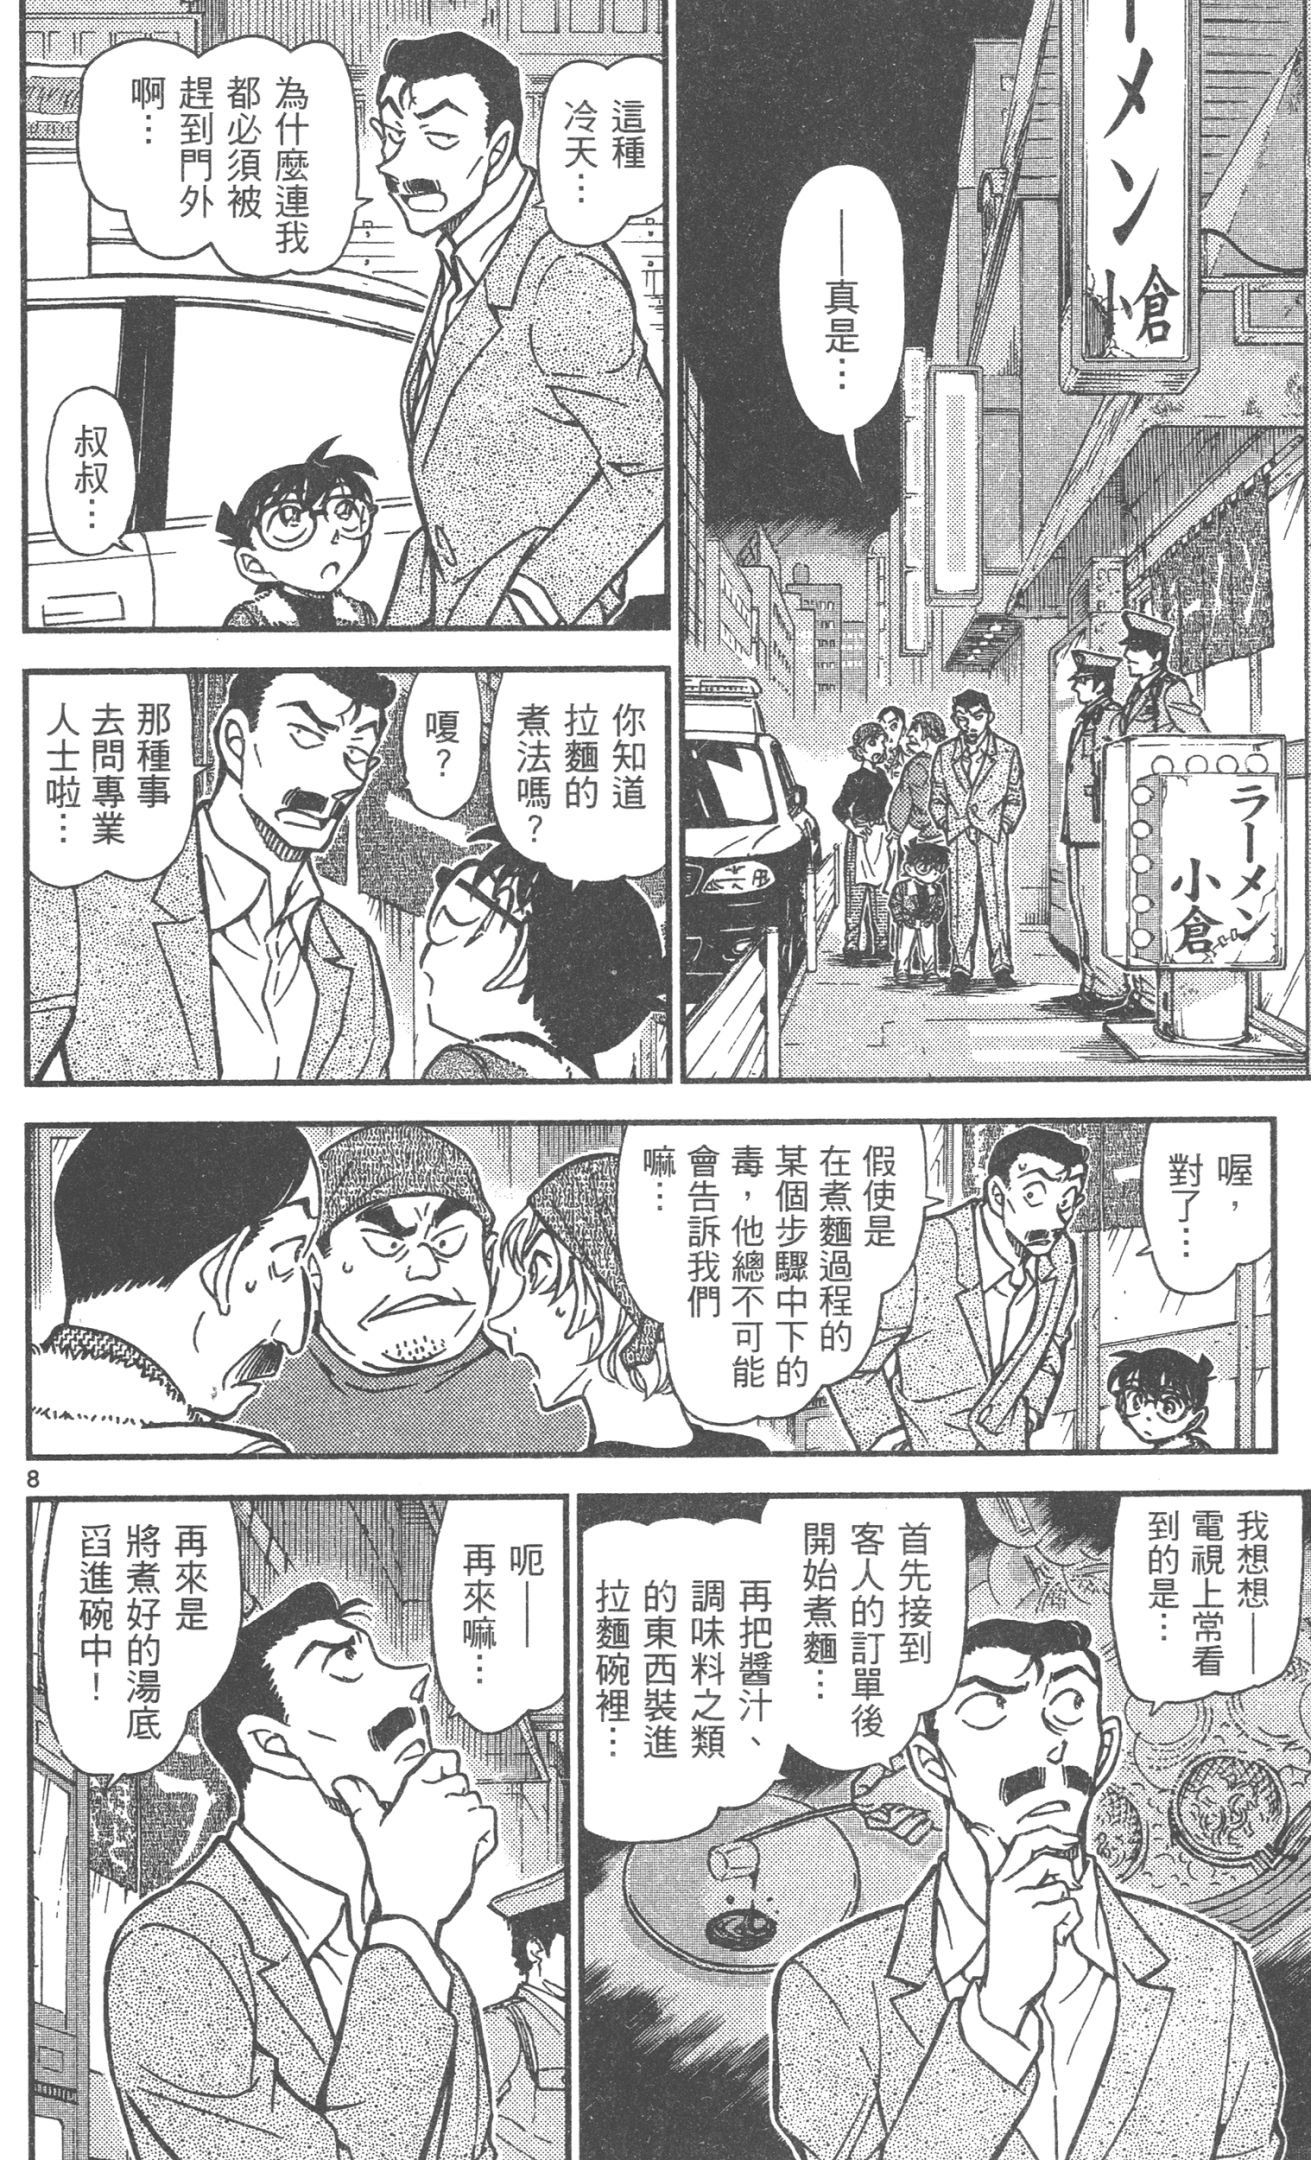 ーメン
小倉
——真是…
ラーメン
小倉
這種
冷天…
為什麼連我
都必須被
趕到門外
啊…
叔叔…
你知道
拉麵的
煮法嗎？
嗄？
那種事
去問專業
人士啦…
喔，
對了…
假使是
在煮麵過程的
某個步驟中下的
毒，他總不可能
會告訴我們
嘛…
8
我想想——
電視上常看
到的是…
首先接到
客人的訂單後
開始煮麵…
再把醬汁、
調味料之類
的東西裝進
拉麵碗裡…
呃——
再來嘛…
再來是
將煮好的湯底
舀進碗中！